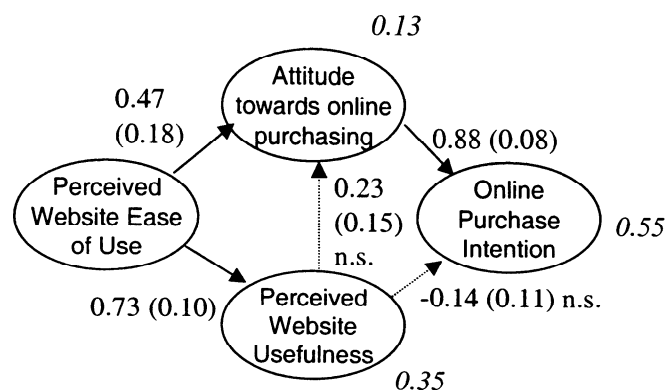 0.13
Attitude
towards online
purchasing
0.47
(0.18)
0.88 (0.08)
Perceived
Website Ease
of Use
0.23
(0.15)
n.s.
Online
Purchase
Intention
0.55
0.73 (0.10)
Perceived
Website
Usefulness
-0.14 (0.11) n.s.
0.35